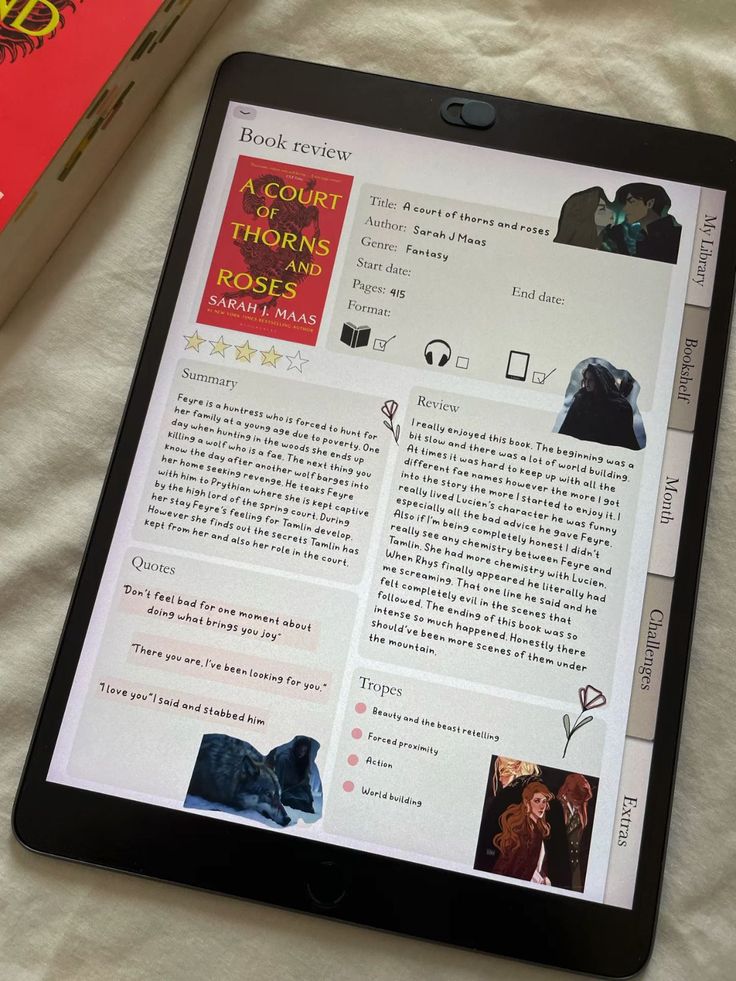 ND
Book review
A COURT
OF
THORNS
AND
ROSES
SARAH J. MAAS
#1 NEW YORK TIMES BESTSELLING AUTHOR
Title: A court of thorns and roses
Author: Sarah J Maas
Genre: Fantasy
Start date:
End date:
Pages: 415
Format:
Summary
Feyre is a huntress who is forced to hunt for
her family at a young age due to poverty. One
day when hunting in the woods she ends up
killing a wolf who is a fae. The next thing you
know the day after another wolf barges into
her home seeking revenge. He teaks Feyre
with him to Prythian where she is kept captive
by the high lord of the spring court. During
her stay Feyre's feeling for Tamlin develop.
However she finds out the secrets Tamlin has
kept from her and also her role in the court.
Review
I really enjoyed this book. The beginning was a
bit slow and there was a lot of world building.
At times it was hard to keep up with all the
different fae names however the more I got
into the story the more I started to enjoy it. I
really lived Lucien's character he was funny
especially all the bad advice he gave Feyre.
Also if I'm being completely honest I didn't
really see any chemistry between Feyre and
Tamlin. She had more chemistry with Lucien.
When Rhys finally appeared he literally had
me screaming. That one line he said and he
felt completely evil in the scenes that
followed. The ending of this book was so
intense so much happened. Honestly there
should've been more scenes of them under
the mountain.
Quotes
"Don't feel bad for one moment about
doing what brings you joy"
"There you are, I've been looking for you."
"I love you" I said and stabbed him
Tropes
Beauty and the beast retelling
Forced proximity
Action
World building
My Library
Bookshelf
Month
Challenges
Extras